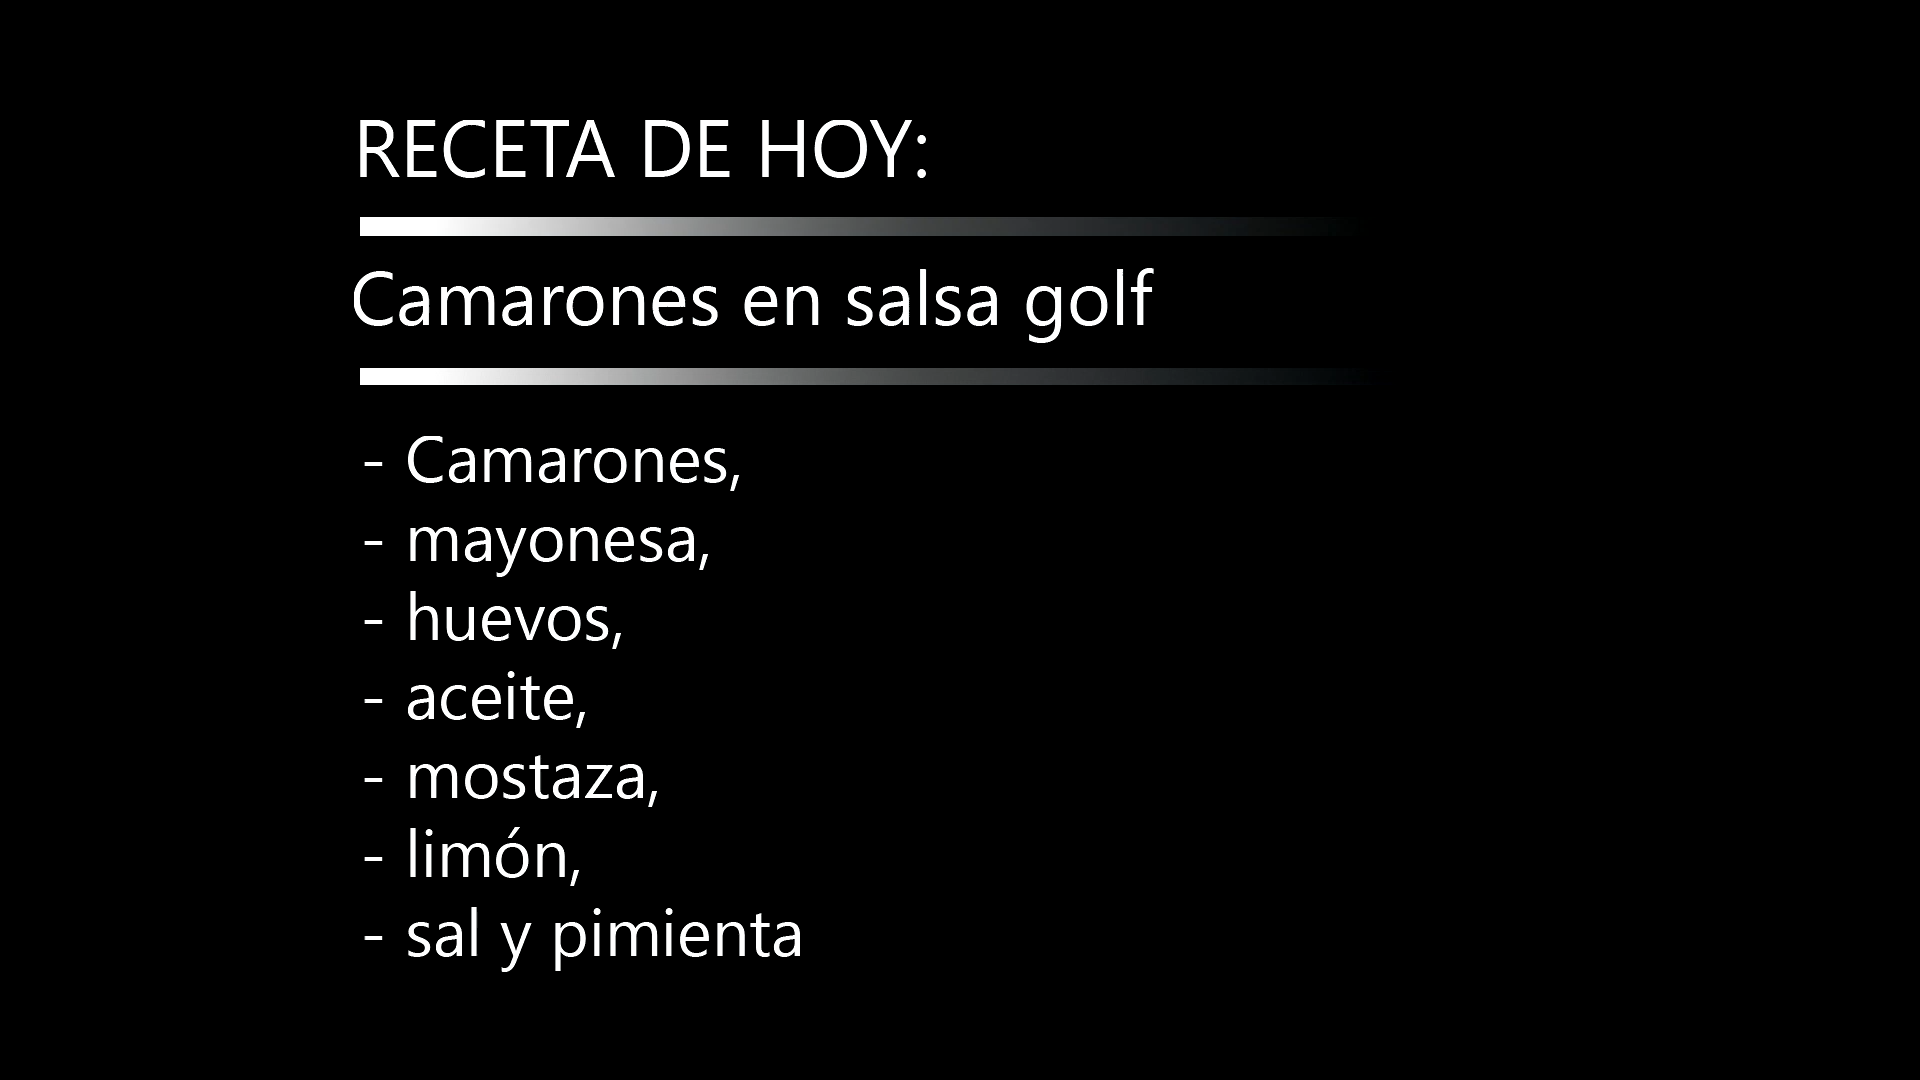 RECETA DE HOY:
Camarones en salsa golf
- Camarones,
- mayonesa,
- huevos,
- aceite,
- mostaza,
- limón,
- sal y pimienta